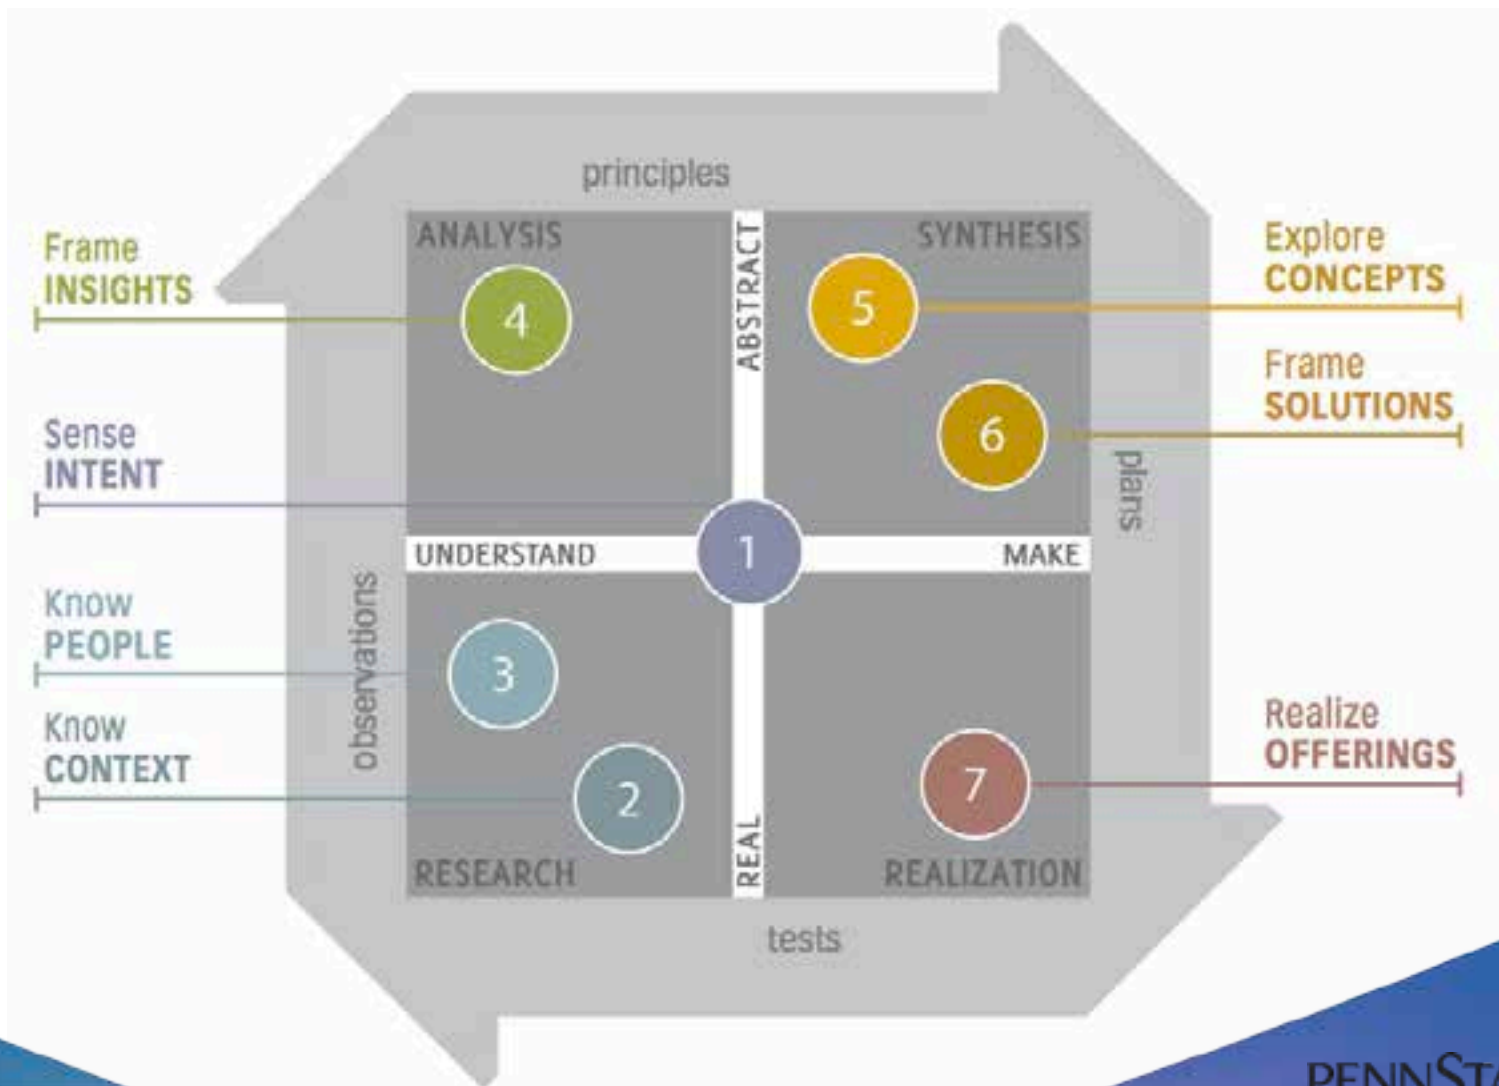 principles
ANALYSIS
SYNTHESIS
ABSTRACT
Frame
INSIGHTS
4
5
Explore
CONCEPTS
Frame
SOLUTIONS
6
plans
Sense
INTENT
1
UNDERSTAND
MAKE
observations
Know
PEOPLE
3
Know
CONTEXT
2
REAL
RESEARCH
7
Realize
OFFERINGS
REALIZATION
tests
PENNSTA